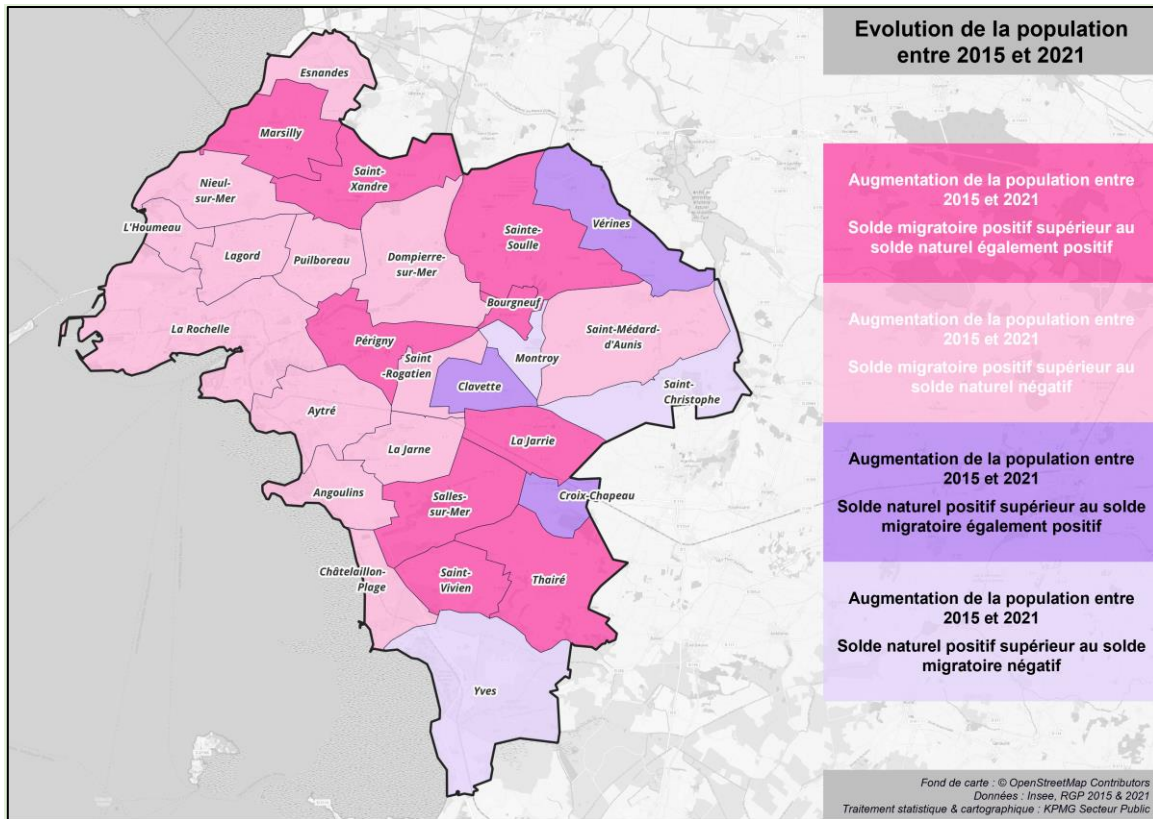 Evolution de la population
entre 2015 et 2021
Esnandes
Marsilly
Saint-
Xandre
Nieul-
sur-Mer
L'Houmeau
Lagord
Puilboreau
Dompierre-
sur-Mer
Sainte-
Soulle
Vérines
Bourgneuf
La Rochelle
Périgny
Saint
-Rogatien
Montroy
Saint-Médard-
d'Aunis
Clavette
Saint-
Christophe
Aytré
La Jarne
La Jarrie
Angoulins
Salles-
sur-Mer
Croix-Chapeau
Châtelaillon-
Plage
Saint-
Vivien
Thairé
Yves
Augmentation de la population entre
2015 et 2021
Solde migratoire positif supérieur au
solde naturel également positif
Augmentation de la population entre
2015 et 2021
Solde migratoire positif supérieur au
solde naturel négatif
Augmentation de la population entre
2015 et 2021
Solde naturel positif supérieur au solde
migratoire également positif
Augmentation de la population entre
2015 et 2021
Solde naturel positif supérieur au solde
migratoire négatif
Fond de carte : © OpenStreetMap Contributors
Données : Insee, RGP 2015 & 2021
Traitement statistique & cartographique : KPMG Secteur Public